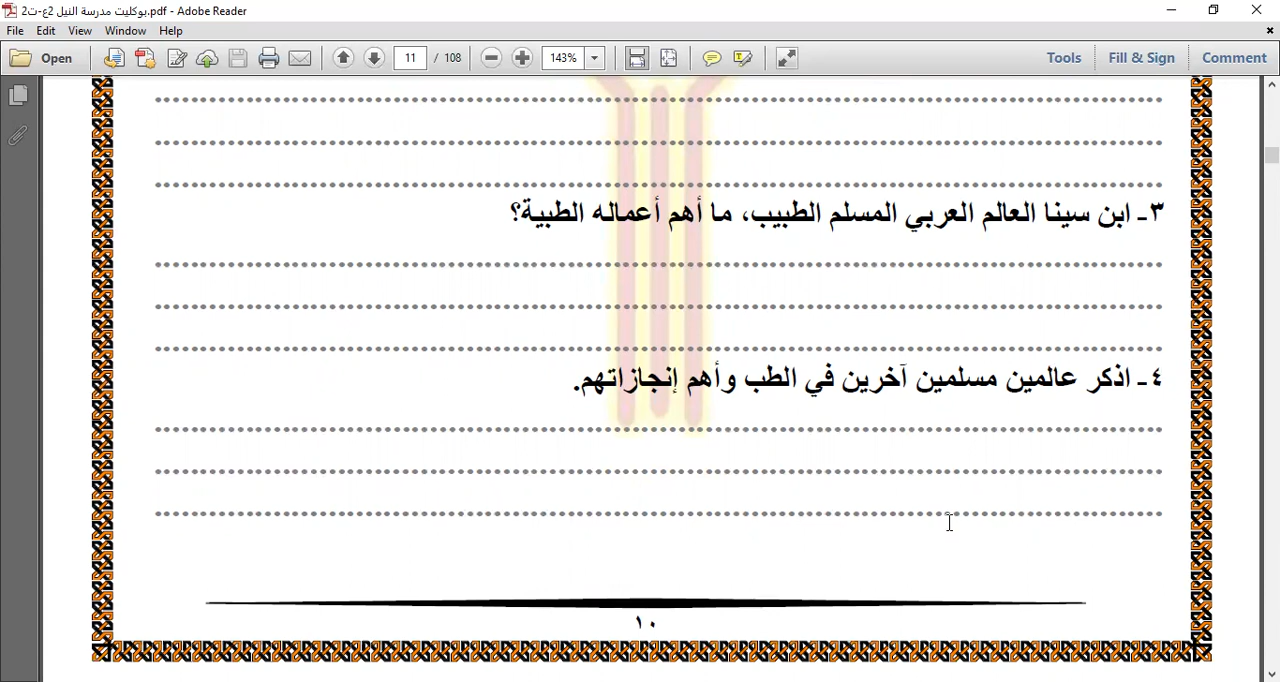 بوكليت مدرسة النيل 2ع-ت2.pdf - Adobe Reader
File Edit View Window Help
Open 11 / 108 143% Tools Fill & Sign Comment
٣ـ ابن سينا العالم العربي المسلم الطبيب، ما أهم أعماله الطبية؟
٤ـ اذكر عالمين مسلمين آخرين في الطب وأهم إنجازاتهم.
١٠